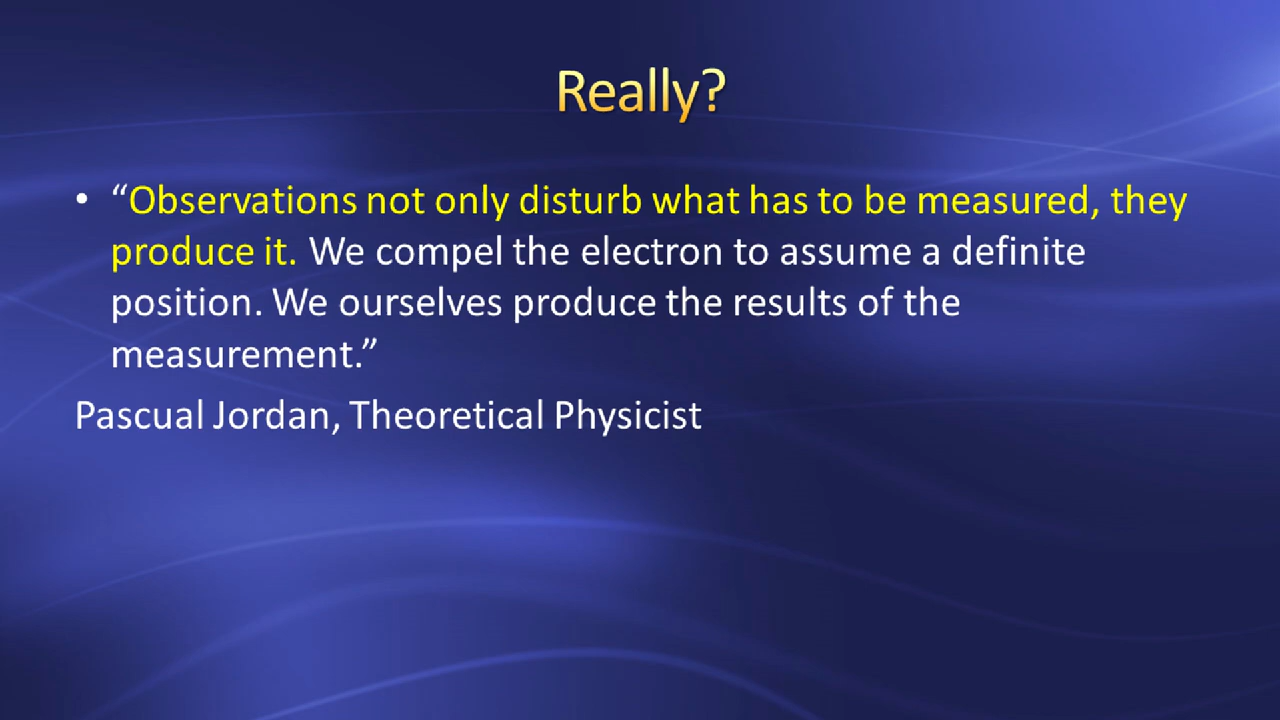 Really?
• “Observations not only disturb what has to be measured, they
produce it. We compel the electron to assume a definite
position. We ourselves produce the results of the
measurement.”
Pascual Jordan, Theoretical Physicist